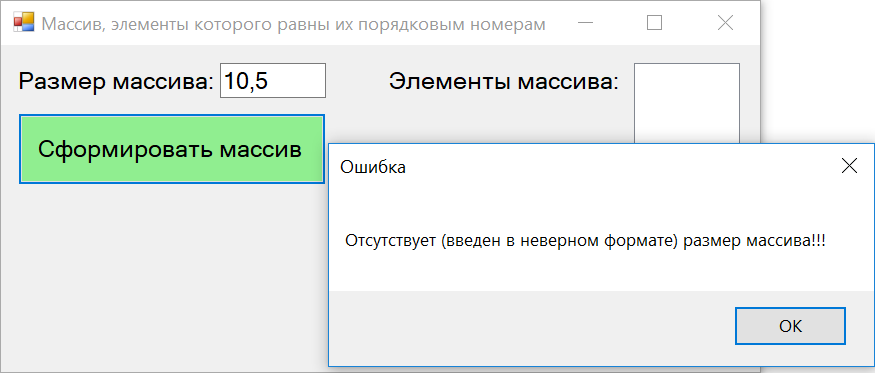 Массив, элементы которого равны их порядковым номерам
Размер массива: 10,5
Элементы массива:
Сформировать массив
Ошибка
Отсутствует (введен в неверном формате) размер массива!!!
OK